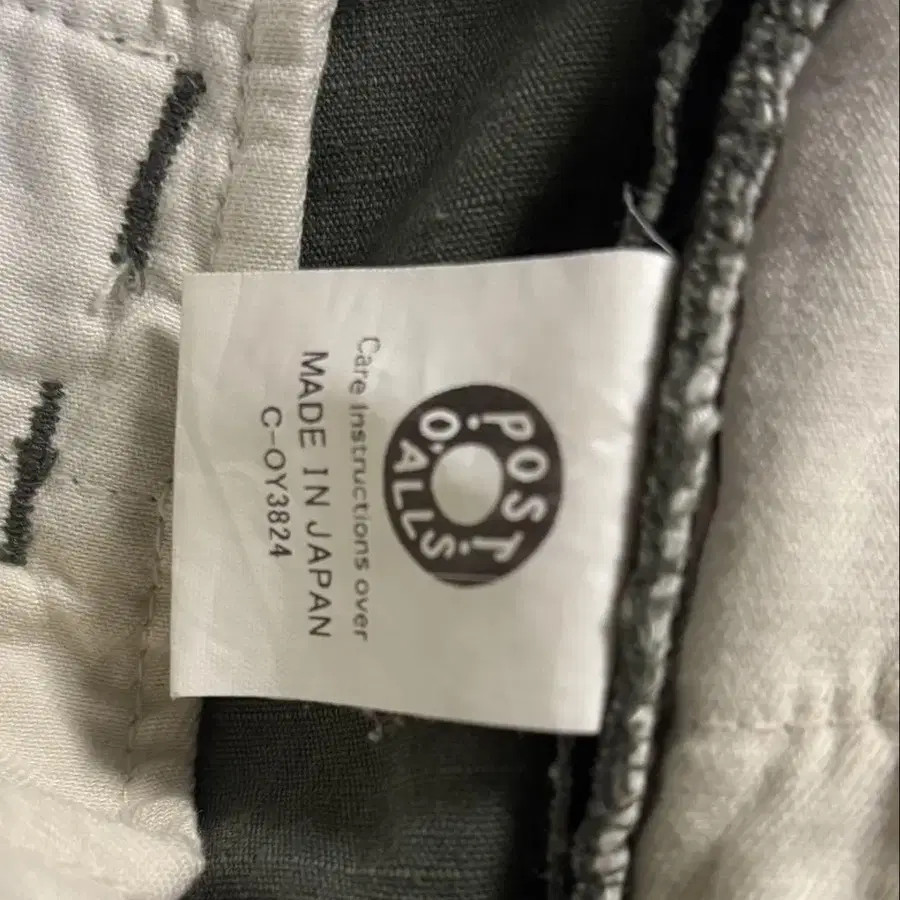 POST
O'ALLS
Care Instructions over
MADE IN JAPAN
C-OY3824